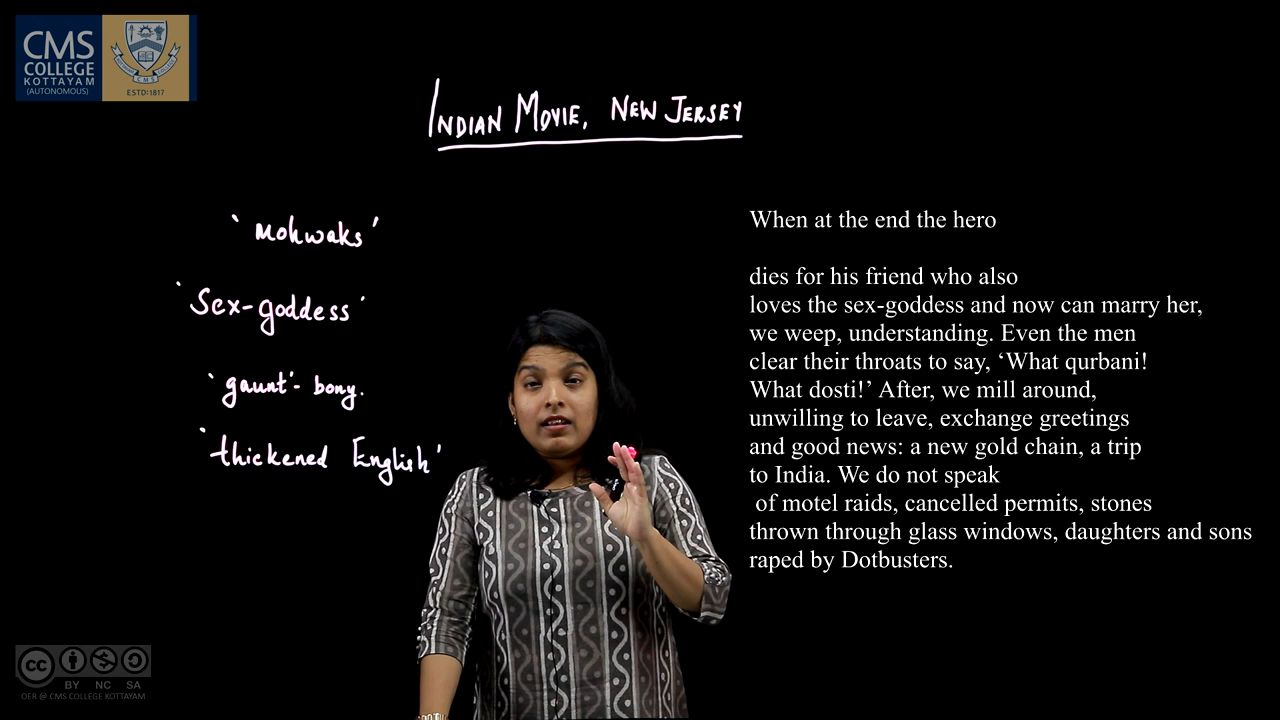 CMS
COLLEGE
KOTTAYAM
(AUTONOMOUS)
CMS
ESTD:1817
INDIAN MOVIE, NEW JERSEY
'mohwaks'
'Sex-goddess'
'gaunt'- bony.
'thickened English'
When at the end the hero
dies for his friend who also
loves the sex-goddess and now can marry her,
we weep, understanding. Even the men
clear their throats to say, ‘What qurbani!
What dosti!’ After, we mill around,
unwilling to leave, exchange greetings
and good news: a new gold chain, a trip
to India. We do not speak
of motel raids, cancelled permits, stones
thrown through glass windows, daughters and sons
raped by Dotbusters.
cc
BY NC SA
OER @ CMS COLLEGE KOTTAYAM